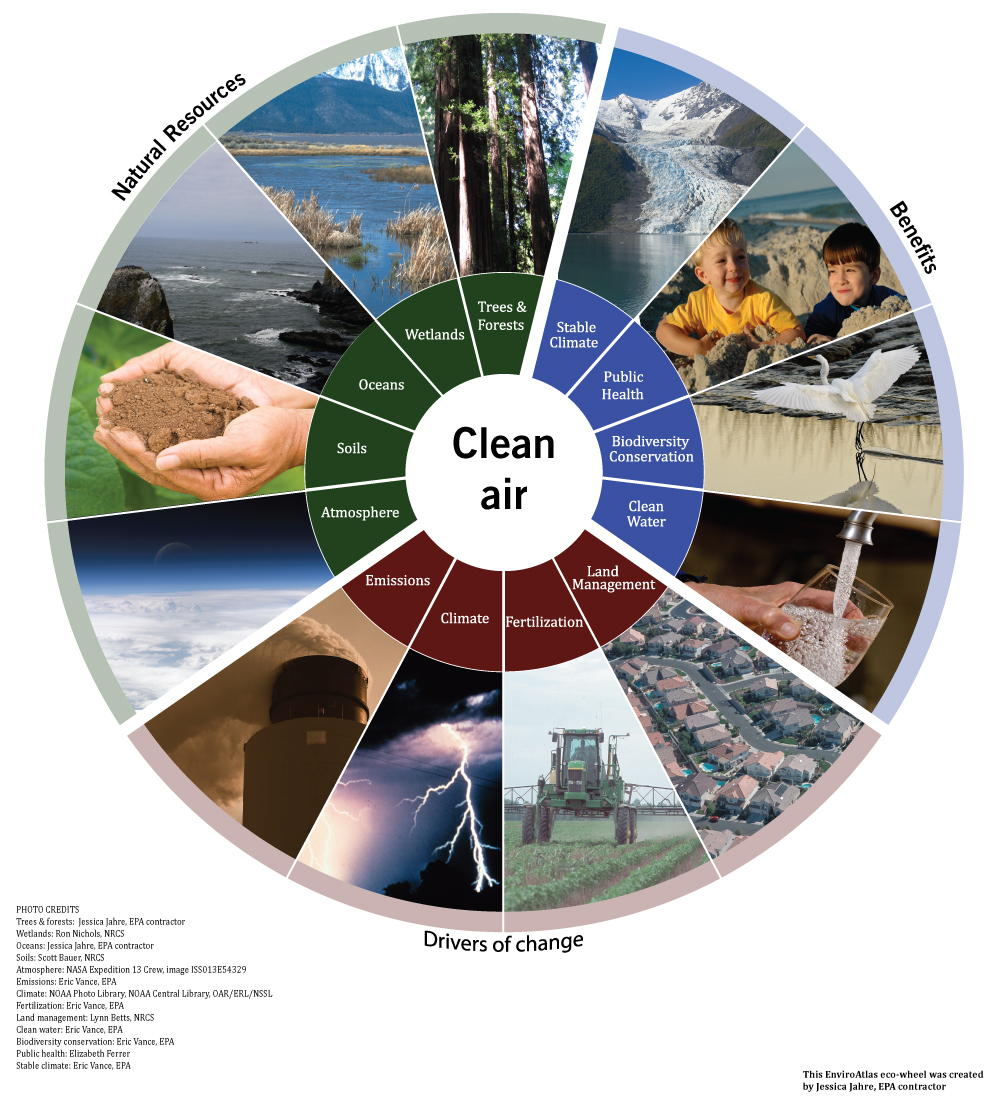 Natural Resources
Benefits
Trees &
Forests
Stable
Climate
Wetlands
Public
Health
Oceans
Biodiversity
Conservation
Soils
Clean
air
Clean
Water
Atmosphere
Emissions
Land
Management
Climate
Fertilization
Drivers of change
PHOTO CREDITS
Trees & forests: Jessica Jahre, EPA contractor
Wetlands: Ron Nichols, NRCS
Oceans: Jessica Jahre, EPA contractor
Soils: Scott Bauer, NRCS
Atmosphere: NASA Expedition 13 Crew, image ISS013E54329
Emissions: Eric Vance, EPA
Climate: NOAA Photo Library, NOAA Central Library, OAR/ERL/NSSL
Fertilization: Eric Vance, EPA
Land management: Lynn Betts, NRCS
Clean water: Eric Vance, EPA
Biodiversity conservation: Eric Vance, EPA
Public health: Elizabeth Ferrer
Stable climate: Eric Vance, EPA
This EnviroAtlas eco-wheel was created
by Jessica Jahre, EPA contractor